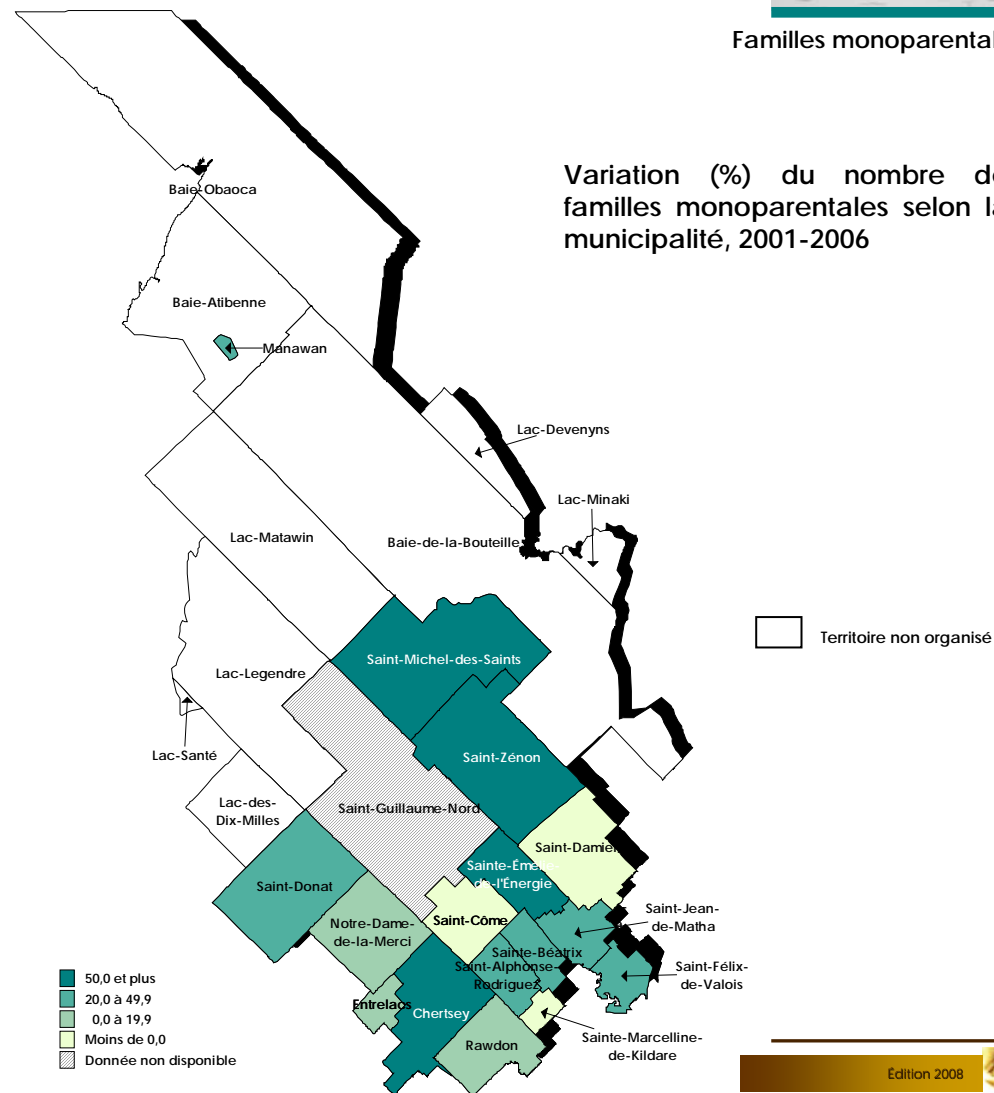 Familles monoparental
Variation (%) du nombre de
familles monoparentales selon la
municipalité, 2001-2006
Baie-Obaoca
Baie-Atibenne
Manawan
Lac-Devenyns
Lac-Minaki
Lac-Matawin
Baie-de-la-Bouteille
Territoire non organisé
Saint-Michel-des-Saints
Lac-Legendre
Lac-Santé
Saint-Zénon
Lac-des-
Dix-Milles
Saint-Guillaume-Nord
Saint-Damien
Sainte-Émelie-
de-l'Énergie
Saint-Donat
Saint-Jean-
de-Matha
Notre-Dame-
de-la-Merci
Saint-Côme
Sainte-Béatrix
Saint-Alphonse-
Rodriguez
Saint-Félix-
de-Valois
Entrelacs
Chertsey
Rawdon
Sainte-Marcelline-
de-Kildare
50,0 et plus
20,0 à 49,9
0,0 à 19,9
Moins de 0,0
Donnée non disponible
Édition 2008